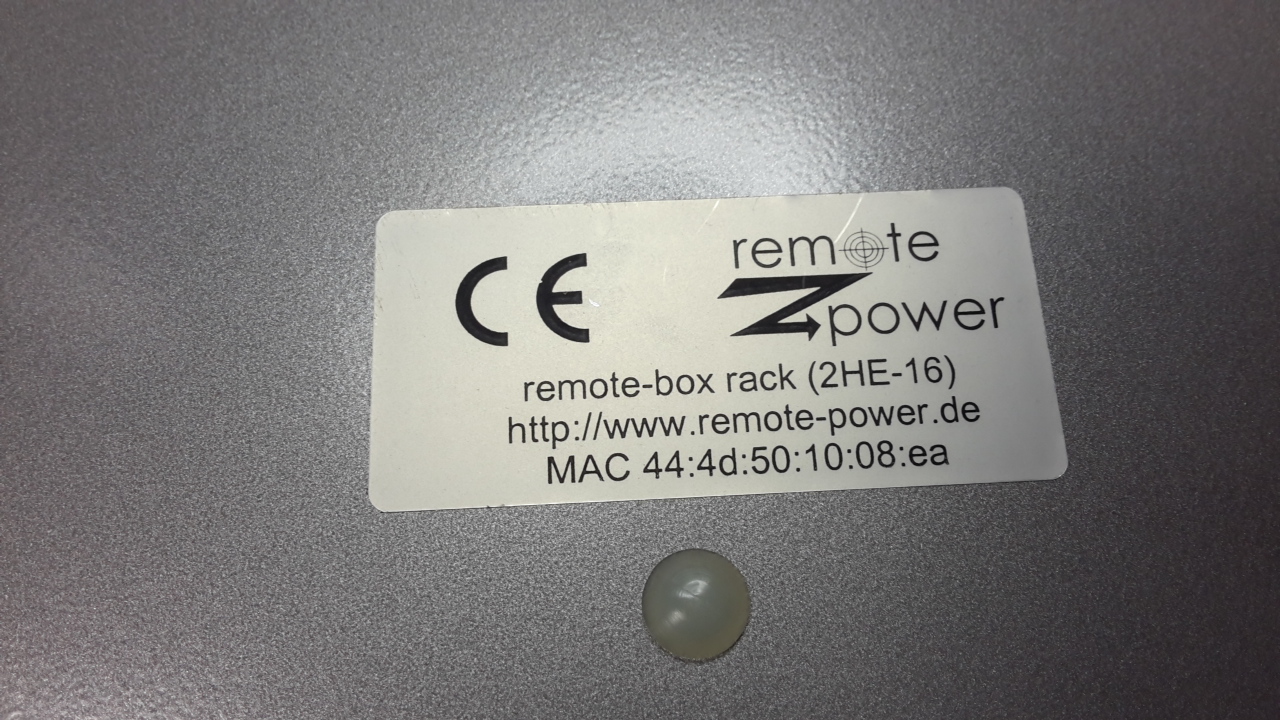 CE
remote
power
remote-box rack (2HE-16)
http://www.remote-power.de
MAC 44:4d:50:10:08:ea